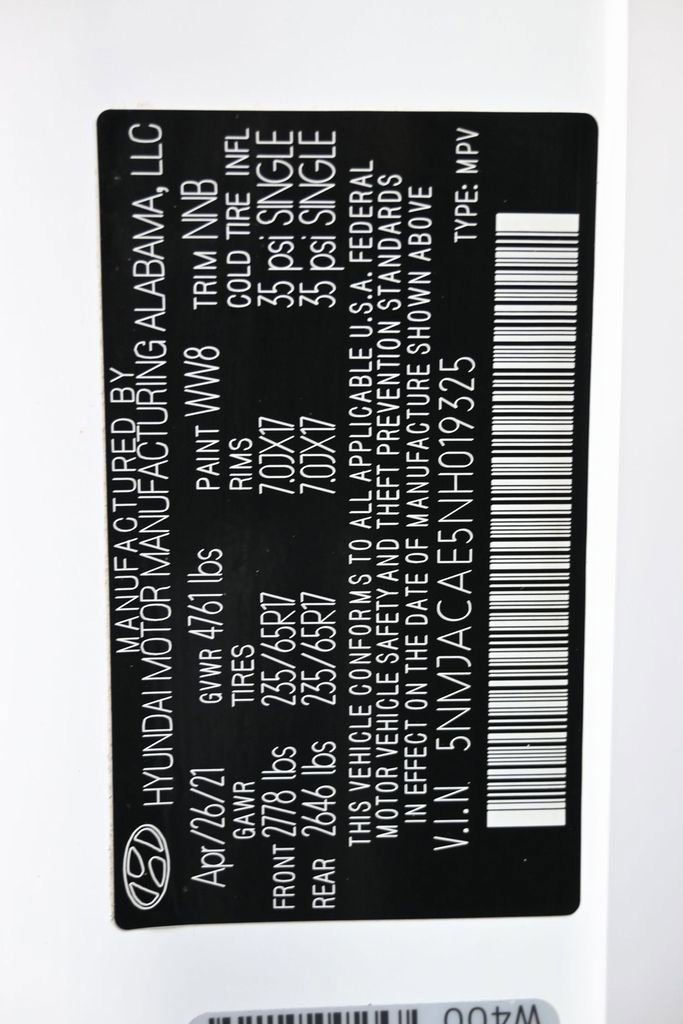 MANUFACTURED BY
HYUNDAI MOTOR MANUFACTURING ALABAMA, LLC
Apr/26/21 GVWR 4761 lbs PAINT WW8 TRIM NNB
GAWR TIRES RIMS COLD TIRE INFL
FRONT 2778 lbs 235/65R17 7.0JX17 35 psi SINGLE
REAR 2646 lbs 235/65R17 7.0JX17 35 psi SINGLE
THIS VEHICLE CONFORMS TO ALL APPLICABLE U.S.A. FEDERAL
MOTOR VEHICLE SAFETY AND THEFT PREVENTION STANDARDS
IN EFFECT ON THE DATE OF MANUFACTURE SHOWN ABOVE
V.I.N 5NMJACAE5NH019325 TYPE: MPV
W400